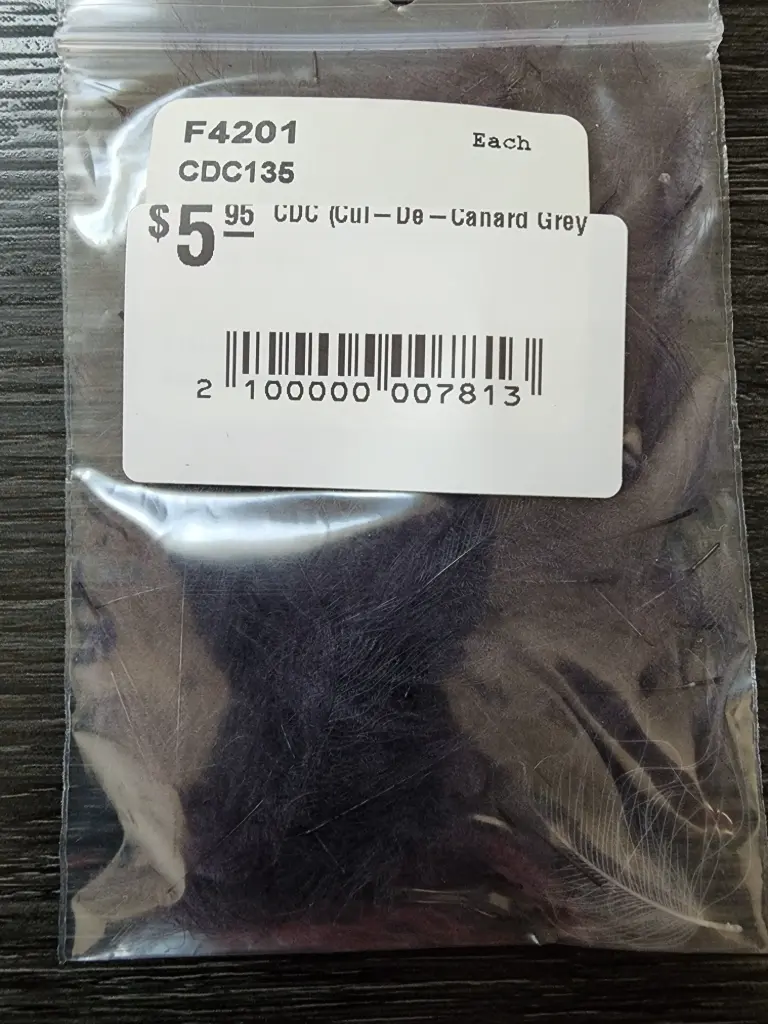 F4201 Each
CDC135
$5 95 CDC (Cul-De-Canard Grey
2 100000 007813